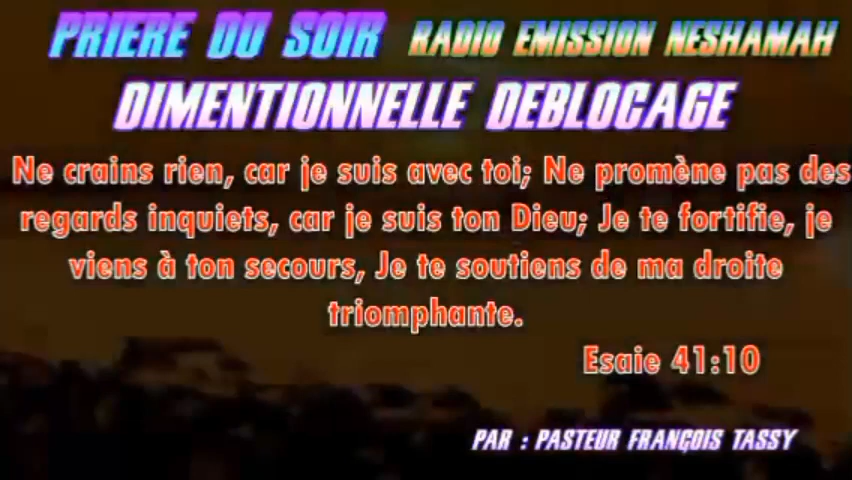 PRIERE DU SOIR RADIO EMISSION NESHAMAH
DIMENTIONNELLE DEBLOCAGE
Ne crains rien, car je suis avec toi; Ne promène pas des
regards inquiets, car je suis ton Dieu; Je te fortifie, je
viens à ton secours, Je te soutiens de ma droite
triomphante.
Esaie 41:10
PAR : PASTEUR FRANÇOIS TASSY